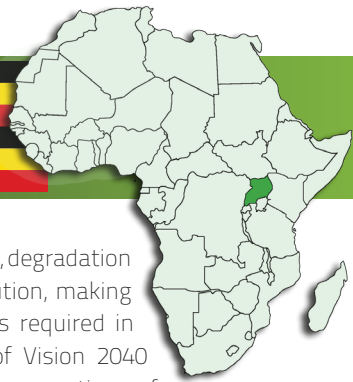 , degradation
ution, making
s required in
of Vision 2040